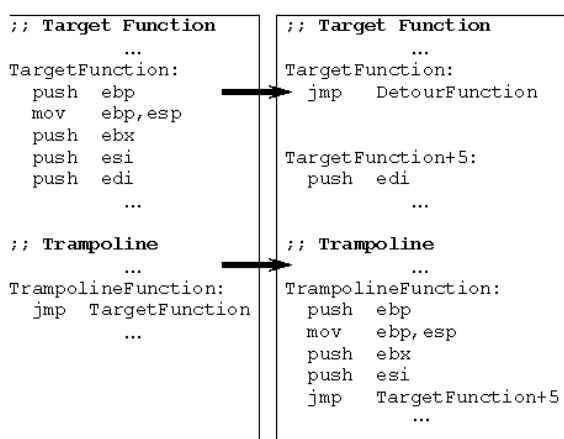 ;; Target Function
...
TargetFunction:
push ebp
mov ebp,esp
push ebx
push esi
push edi
...
;; Trampoline
...
TrampolineFunction:
jmp TargetFunction
...
;; Target Function
...
TargetFunction:
jmp DetourFunction
TargetFunction+5:
push edi
...
;; Trampoline
...
TrampolineFunction:
push ebp
mov ebp,esp
push ebx
push esi
jmp TargetFunction+5
...